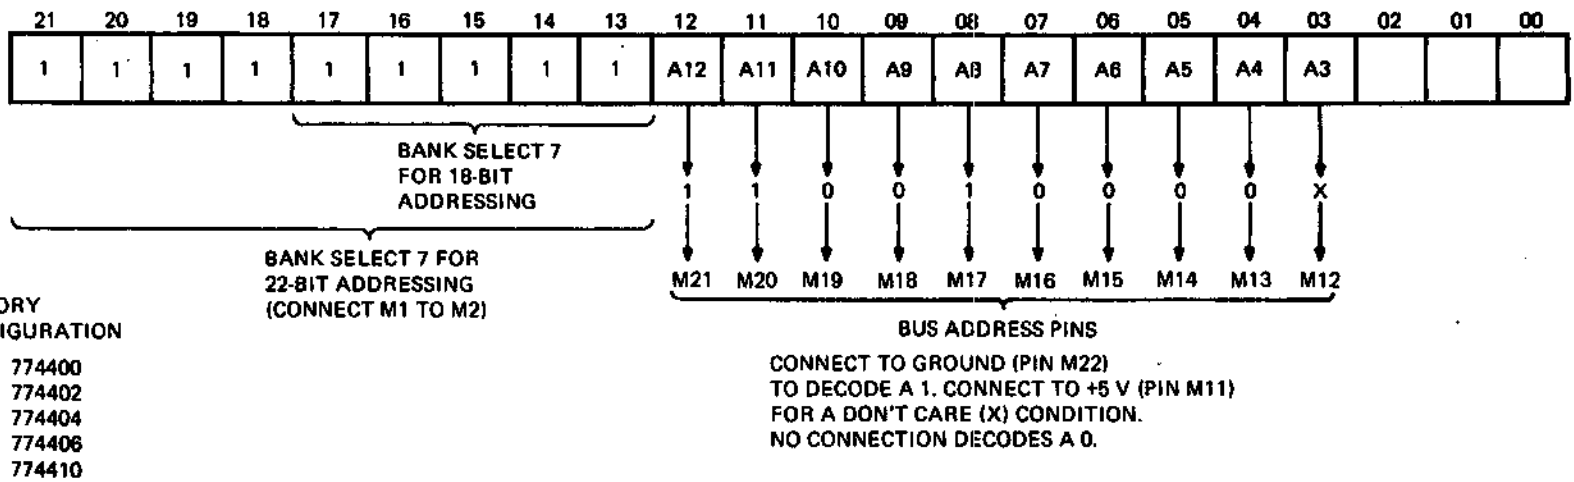 21 20 19 18 17 16 15 14 13 12 11 10 09 08 07 06 05 04 03 02 01 00
1 1 1 1 1 1 1 1 1 A12 A11 A10 A9 A8 A7 A6 A5 A4 A3
BANK SELECT 7
FOR 18-BIT
ADDRESSING
1 1 0 0 1 0 0 0 0 X
BANK SELECT 7 FOR
22-BIT ADDRESSING
(CONNECT M1 TO M2)
M21 M20 M19 M18 M17 M16 M15 M14 M13 M12
BUS ADDRESS PINS
CONNECT TO GROUND (PIN M22)
TO DECODE A 1. CONNECT TO +5 V (PIN M11)
FOR A DON'T CARE (X) CONDITION.
NO CONNECTION DECODES A 0.
ORY
IGURATION
774400
774402
774404
774406
774410